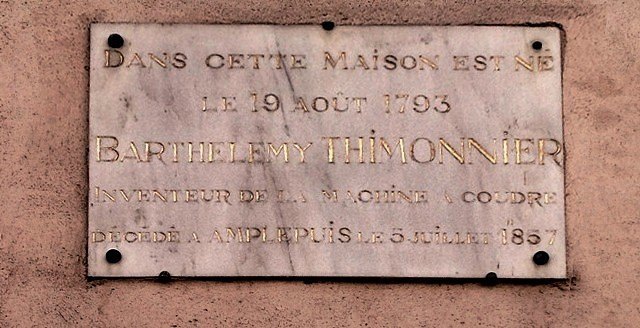 DANS CETTE MAISON EST NÉ
LE 19 AOÛT 1793
BARTHELEMY THIMONNIER
INVENTEUR DE LA MACHINE A COUDRE
DÉCÉDÉ A AMPLEPUIS LE 5 JUILLET 1857